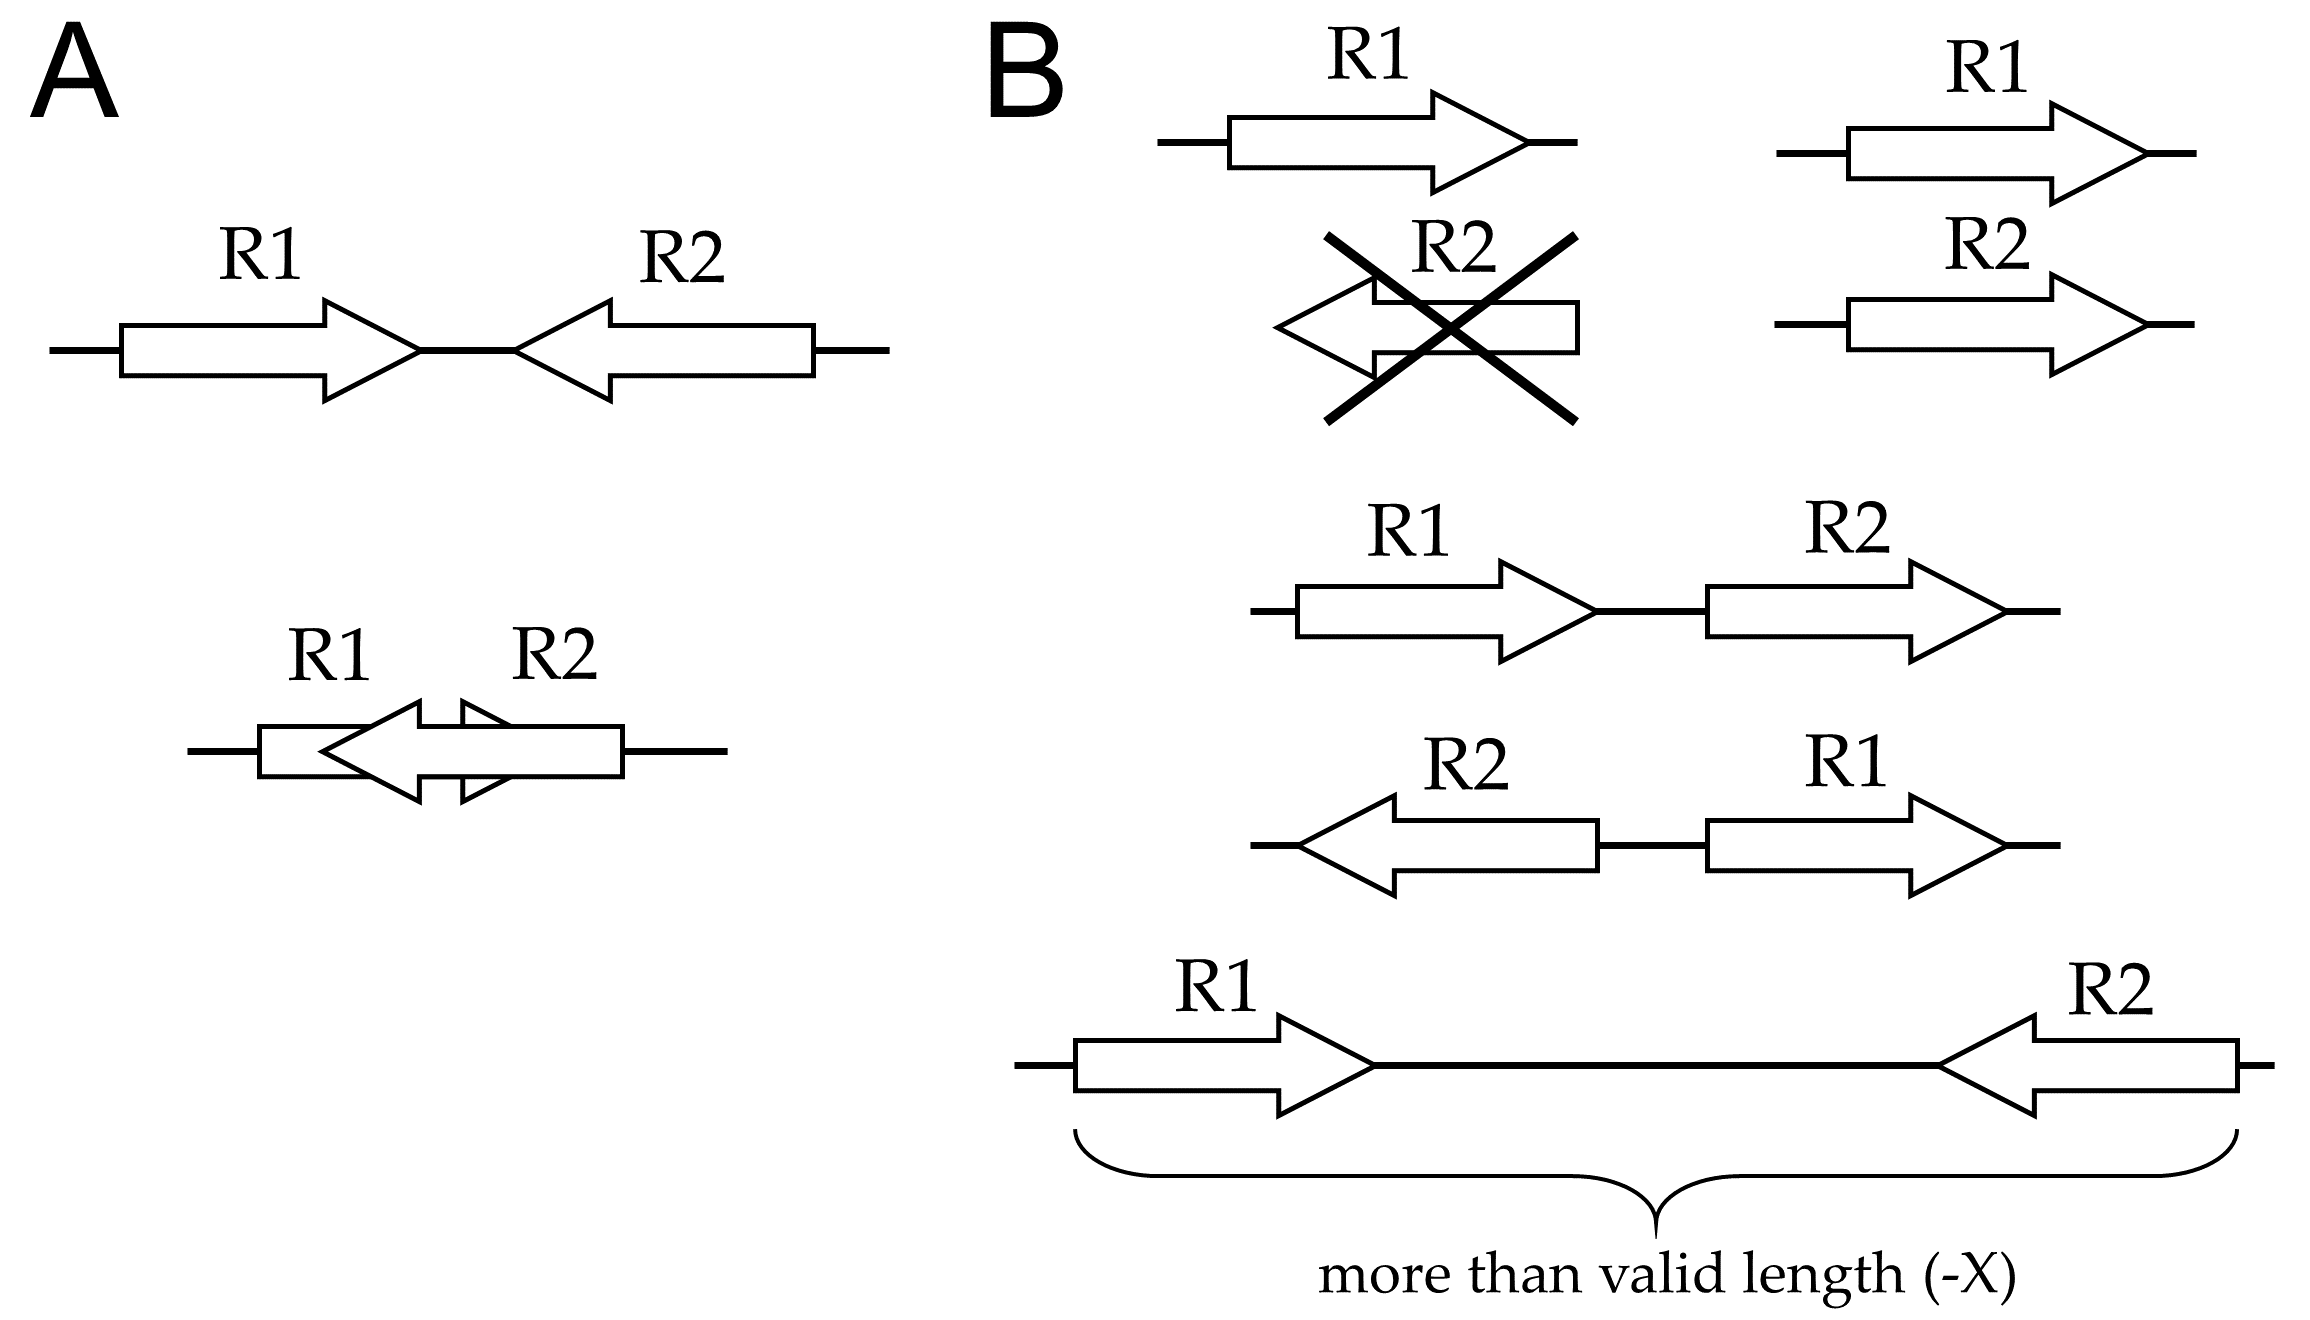 A
R1 R2
R1 R2
B
R1 R1
R2 R2
R1 R2
R2 R1
R1 R2
more than valid length (-X)